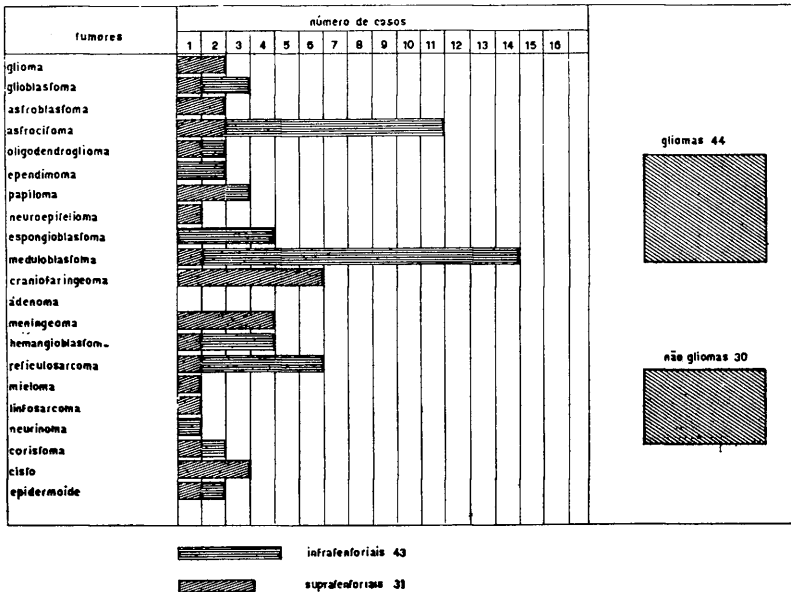 tumores
número de casos
1 2 3 4 5 6 7 8 9 10 11 12 13 14 15 16
glioma
glioblastoma
astroblastoma
astrocitoma
oligodendroglioma
ependimoma
papiloma
neuroepitelioma
espongioblastoma
meduloblastoma
craniofaringeoma
adenoma
meningeoma
hemangioblastoma
reticulosarcoma
mieloma
linfosarcoma
neurinoma
coristoma
cisto
epidermoide
gliomas 44
não gliomas 30
infratentoriais 43
supratentoriais 31